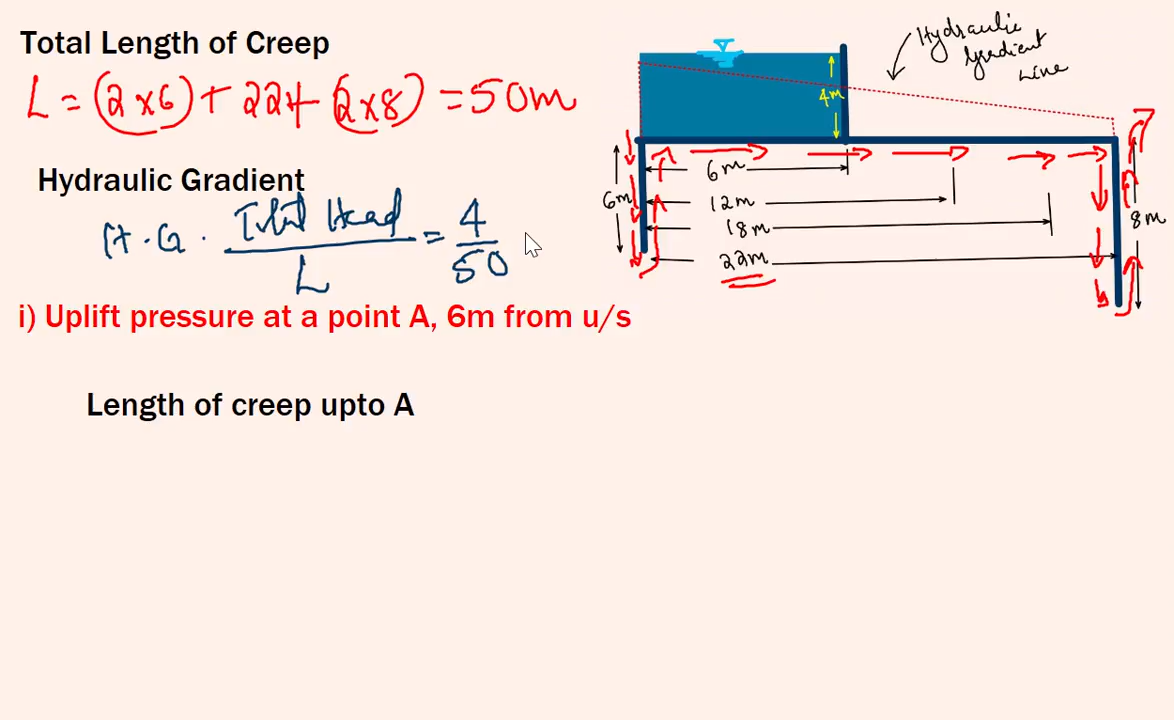 Total Length of Creep
L = (2 x 6) + 22 + (2 x 8) = 50m
Hydraulic Gradient
H.G. Total Head / L = 4 / 50
i) Uplift pressure at a point A, 6m from u/s
Length of creep upto A
Hydraulic
Gradient
Line
4m
6m
6m
12m
18m
22m
8m